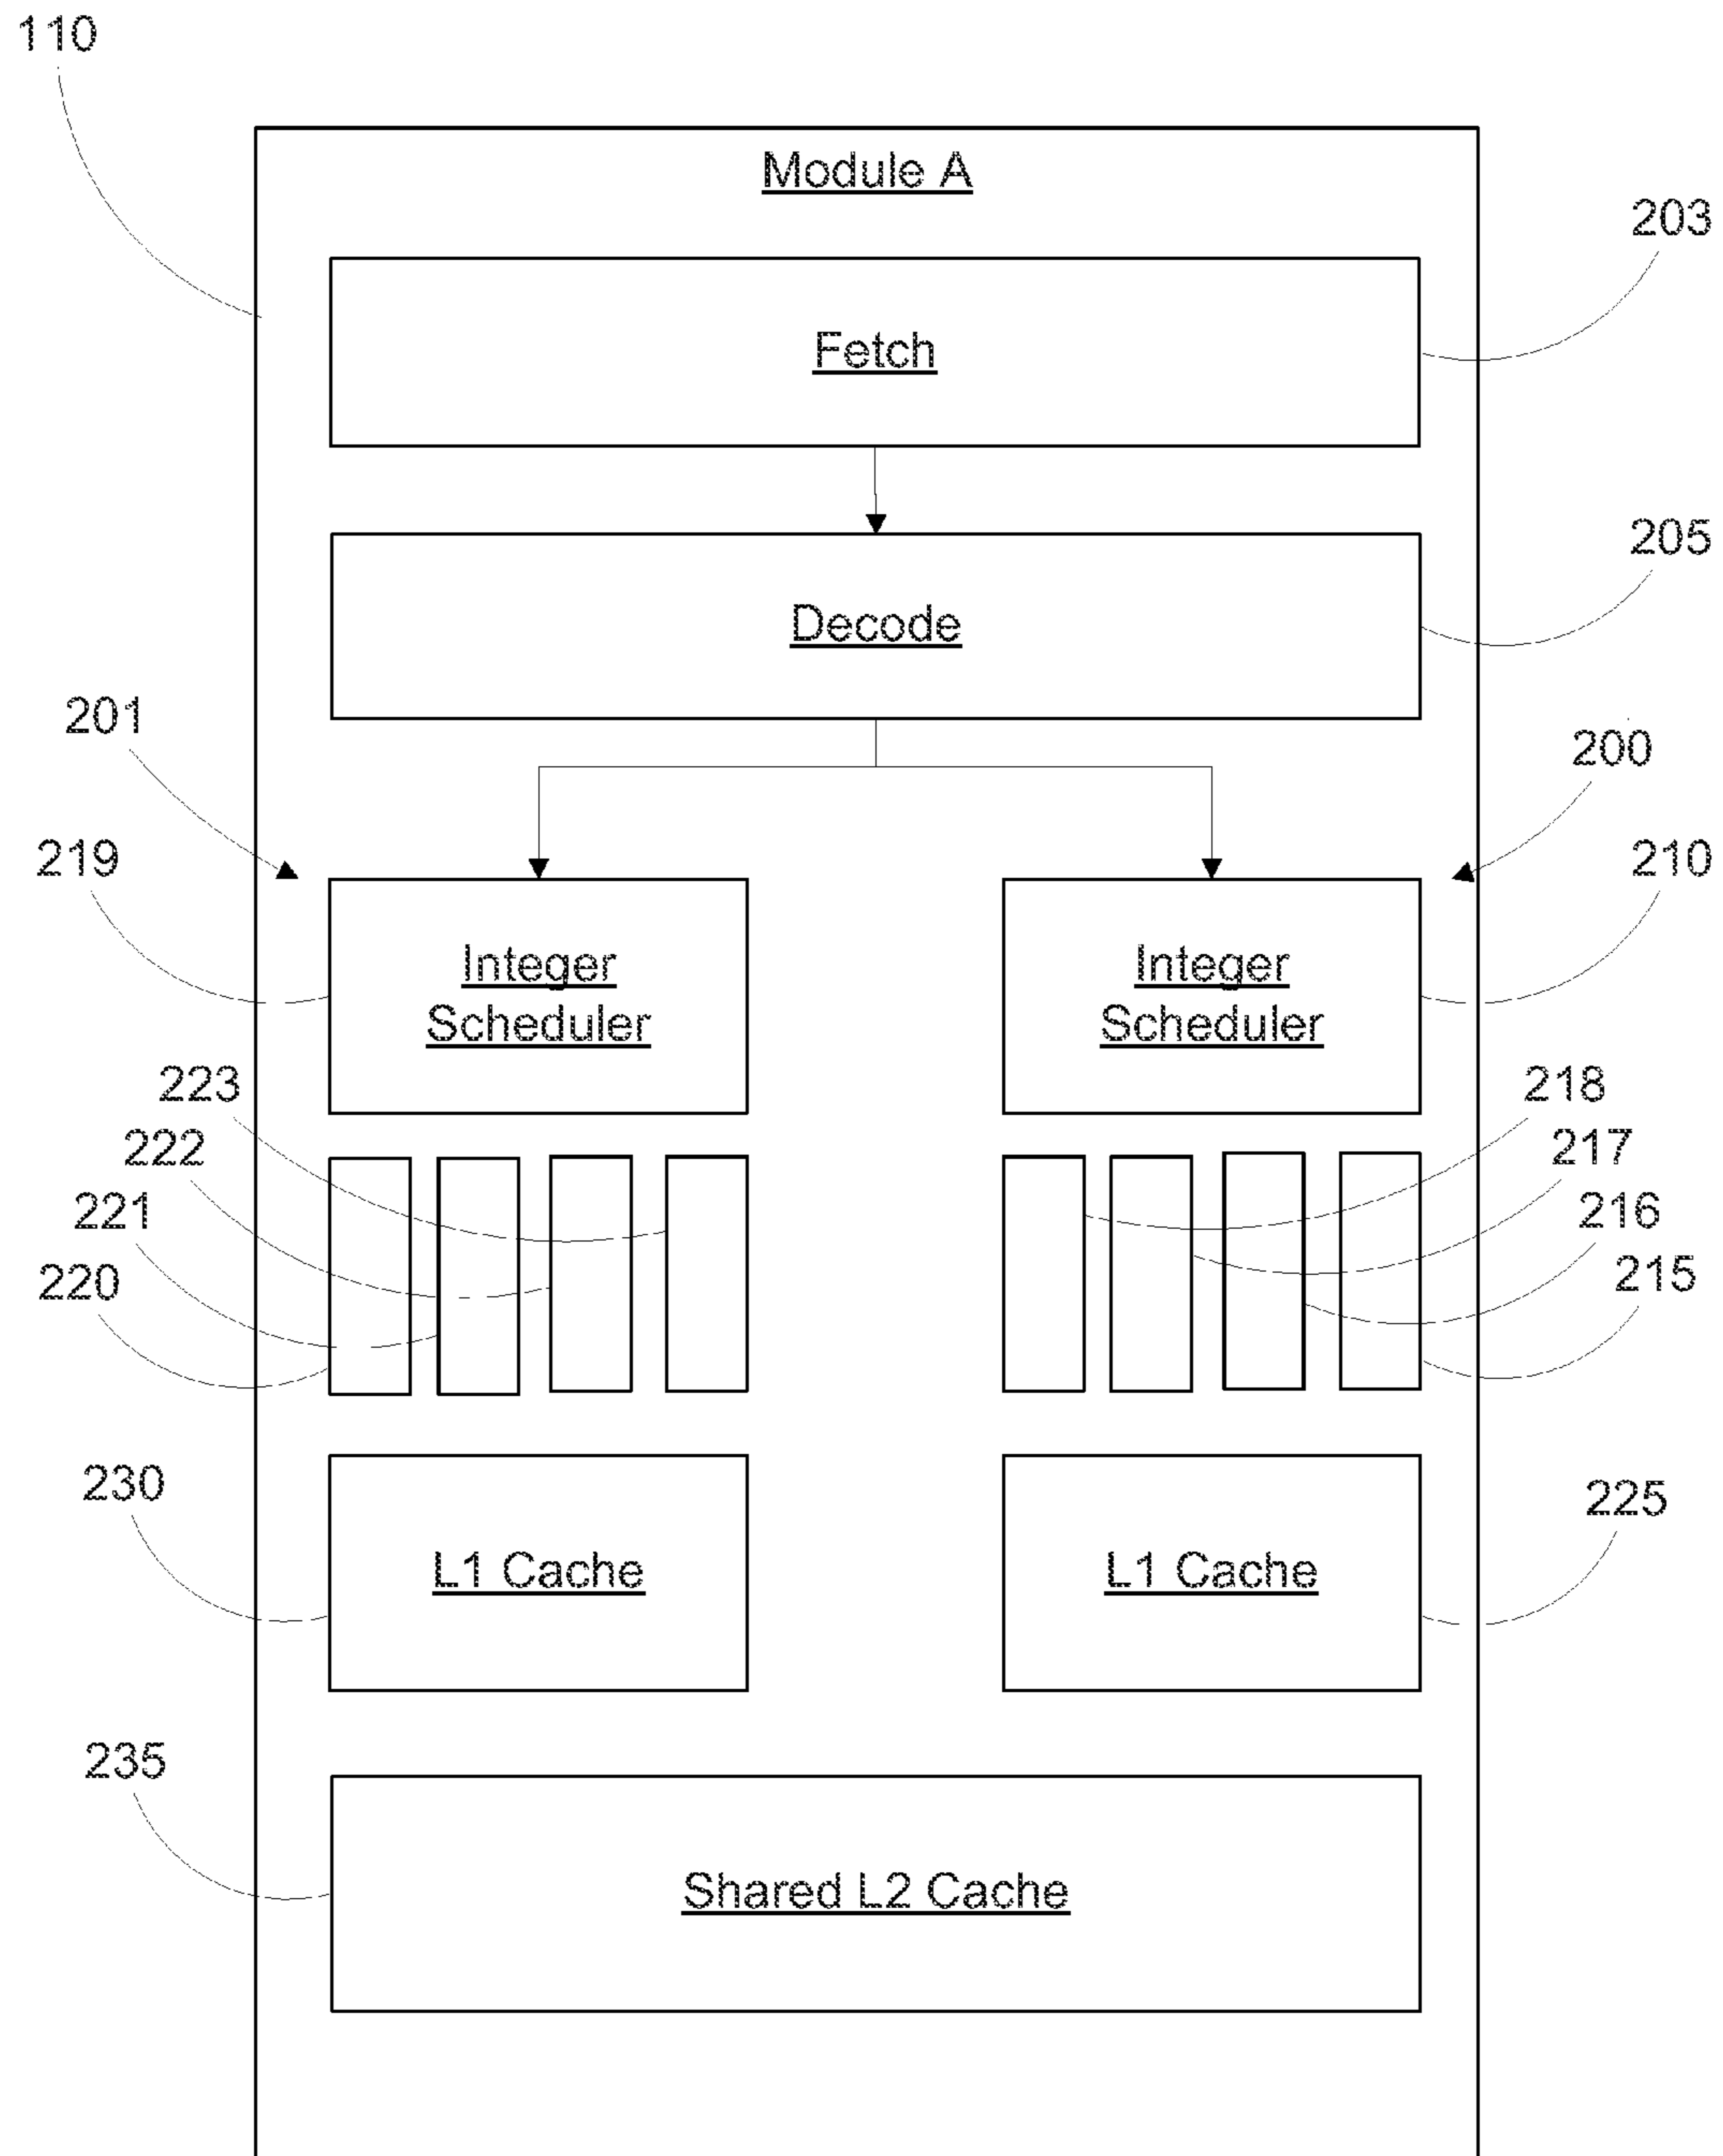 110
Module A
203
Fetch
205
Decode
201
200
219
210
Integer
Scheduler
Integer
Scheduler
223
218
222
217
221
216
220
215
230
225
L1 Cache
L1 Cache
235
Shared L2 Cache